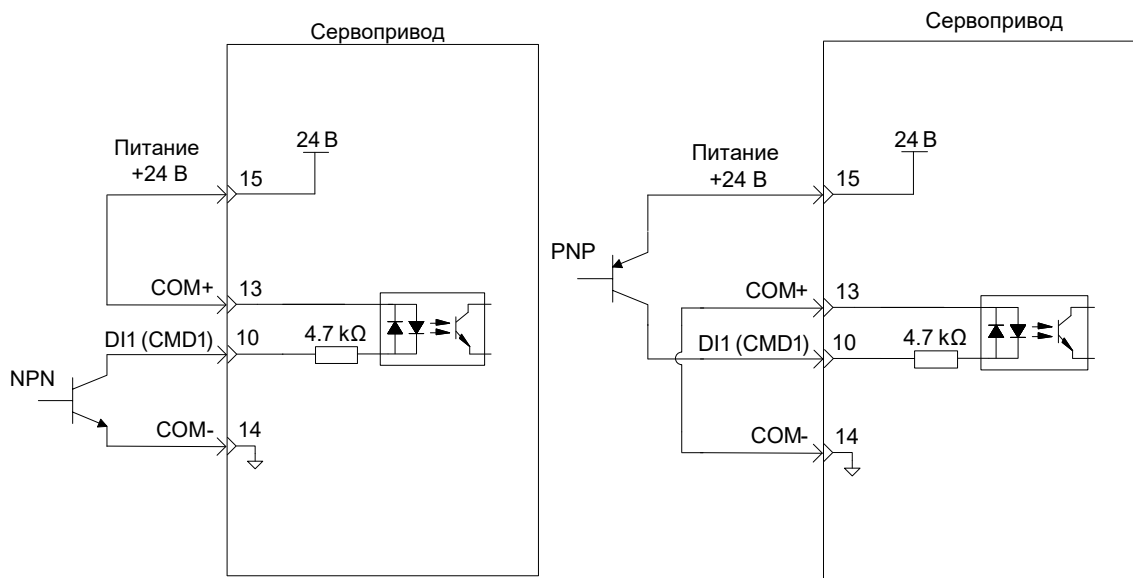 Сервопривод
24 В
Питание
+24 В
15
COM+
13
DI1 (CMD1)
10
4.7 kΩ
NPN
COM-
14
Сервопривод
24 В
Питание
+24 В
15
PNP
COM+
13
DI1 (CMD1)
10
4.7 kΩ
COM-
14